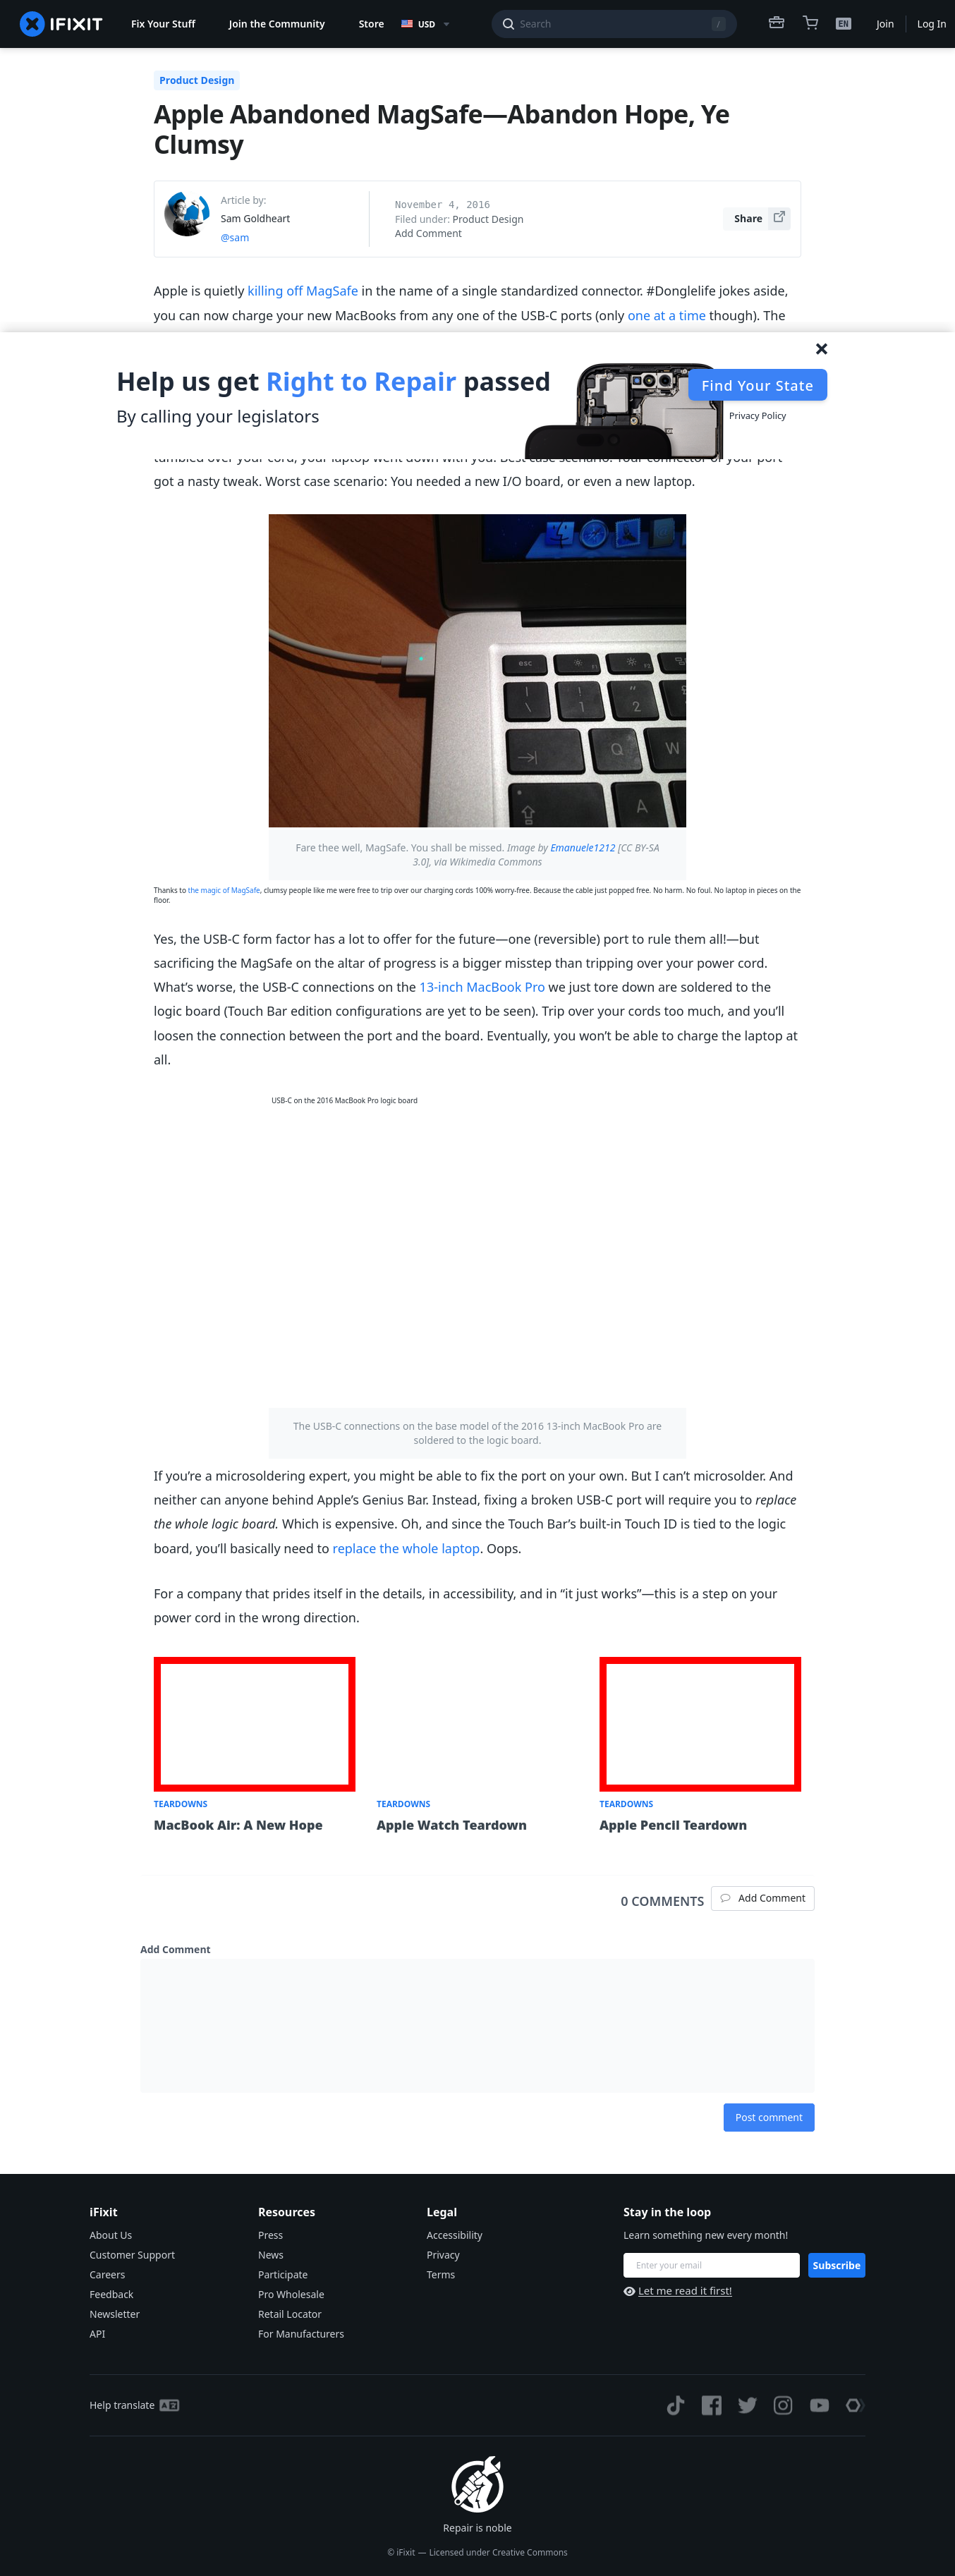 IFIXIT
Fix Your Stuff
Join the Community
Store
USD
Search
/
EN
Join
Log In
Product Design
Apple Abandoned MagSafe—Abandon Hope, Ye
Clumsy
Article by:
Sam Goldheart
@sam
November 4, 2016
Filed under: Product Design
Add Comment
Share
Apple is quietly killing off MagSafe in the name of a single standardized connector. #Donglelife jokes aside,
you can now charge your new MacBooks from any one of the USB-C ports (only one at a time though). The
Help us get Right to Repair passed
By calling your legislators
Find Your State
Privacy Policy
tumbled over your cord, your laptop went down with you. Best case scenario: Your connector or your port
got a nasty tweak. Worst case scenario: You needed a new I/O board, or even a new laptop.
esc
F1
F2
!
1
@
2
\
Q
A
Fare thee well, MagSafe. You shall be missed. Image by Emanuele1212 [CC BY-SA
3.0], via Wikimedia Commons
Thanks to the magic of MagSafe, clumsy people like me were free to trip over our charging cords 100% worry-free. Because the cable just popped free. No harm. No foul. No laptop in pieces on the
floor.
Yes, the USB-C form factor has a lot to offer for the future—one (reversible) port to rule them all!—but
sacrificing the MagSafe on the altar of progress is a bigger misstep than tripping over your power cord.
What’s worse, the USB-C connections on the 13-inch MacBook Pro we just tore down are soldered to the
logic board (Touch Bar edition configurations are yet to be seen). Trip over your cords too much, and you’ll
loosen the connection between the port and the board. Eventually, you won’t be able to charge the laptop at
all.
USB-C on the 2016 MacBook Pro logic board
The USB-C connections on the base model of the 2016 13-inch MacBook Pro are
soldered to the logic board.
If you’re a microsoldering expert, you might be able to fix the port on your own. But I can’t microsolder. And
neither can anyone behind Apple’s Genius Bar. Instead, fixing a broken USB-C port will require you to replace
the whole logic board. Which is expensive. Oh, and since the Touch Bar’s built-in Touch ID is tied to the logic
board, you’ll basically need to replace the whole laptop. Oops.
For a company that prides itself in the details, in accessibility, and in “it just works”—this is a step on your
power cord in the wrong direction.
TEARDOWNS
MacBook Air: A New Hope
TEARDOWNS
Apple Watch Teardown
TEARDOWNS
Apple Pencil Teardown
0 COMMENTS
Add Comment
Add Comment
Post comment
iFixit
About Us
Customer Support
Careers
Feedback
Newsletter
API
Resources
Press
News
Participate
Pro Wholesale
Retail Locator
For Manufacturers
Legal
Accessibility
Privacy
Terms
Stay in the loop
Learn something new every month!
Enter your email
Subscribe
Let me read it first!
Help translate
Repair is noble
© iFixit — Licensed under Creative Commons